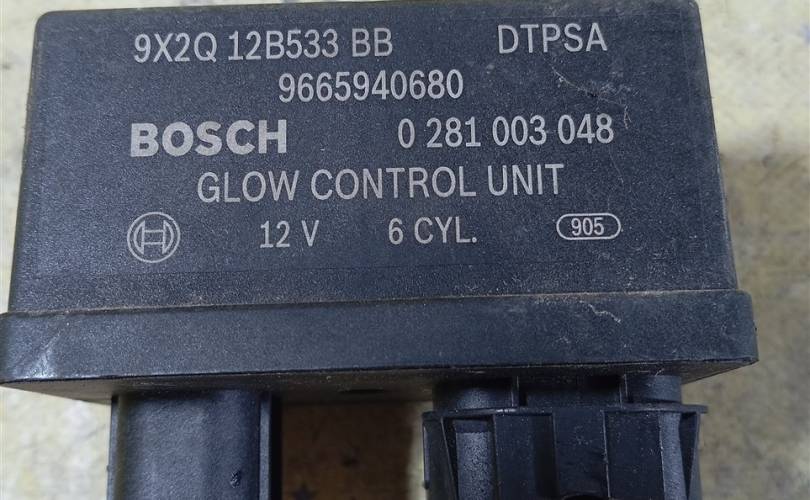 9X2Q 12B533 BB DTPSA
9665940680
BOSCH 0 281 003 048
GLOW CONTROL UNIT
12 V 6 CYL. 905